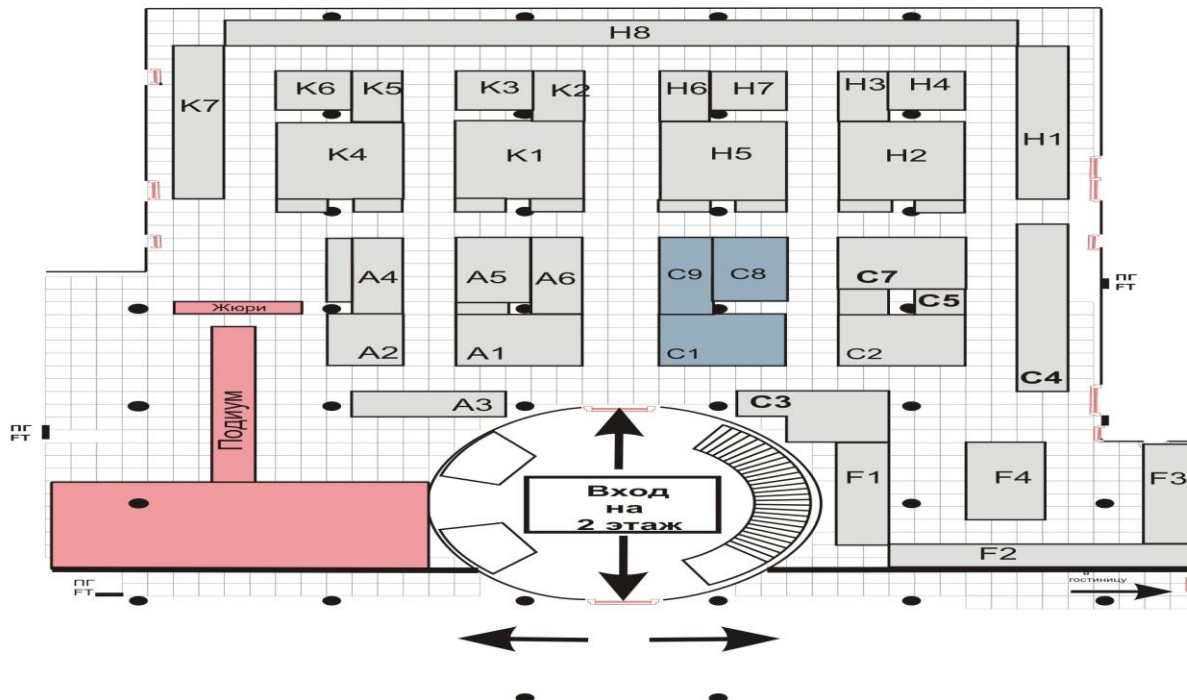 H8
K7
K6
K5
K3
K2
H6
H7
H3
H4
H1
K4
K1
H5
H2
A4
A5
A6
C9
C8
C7
C5
ПГ
FT
Жюри
A2
A1
C1
C2
C4
A3
C3
ПГ
FT
Подиум
Вход
на
2 этаж
F1
F4
F3
F2
ПГ
FT
гостиницу